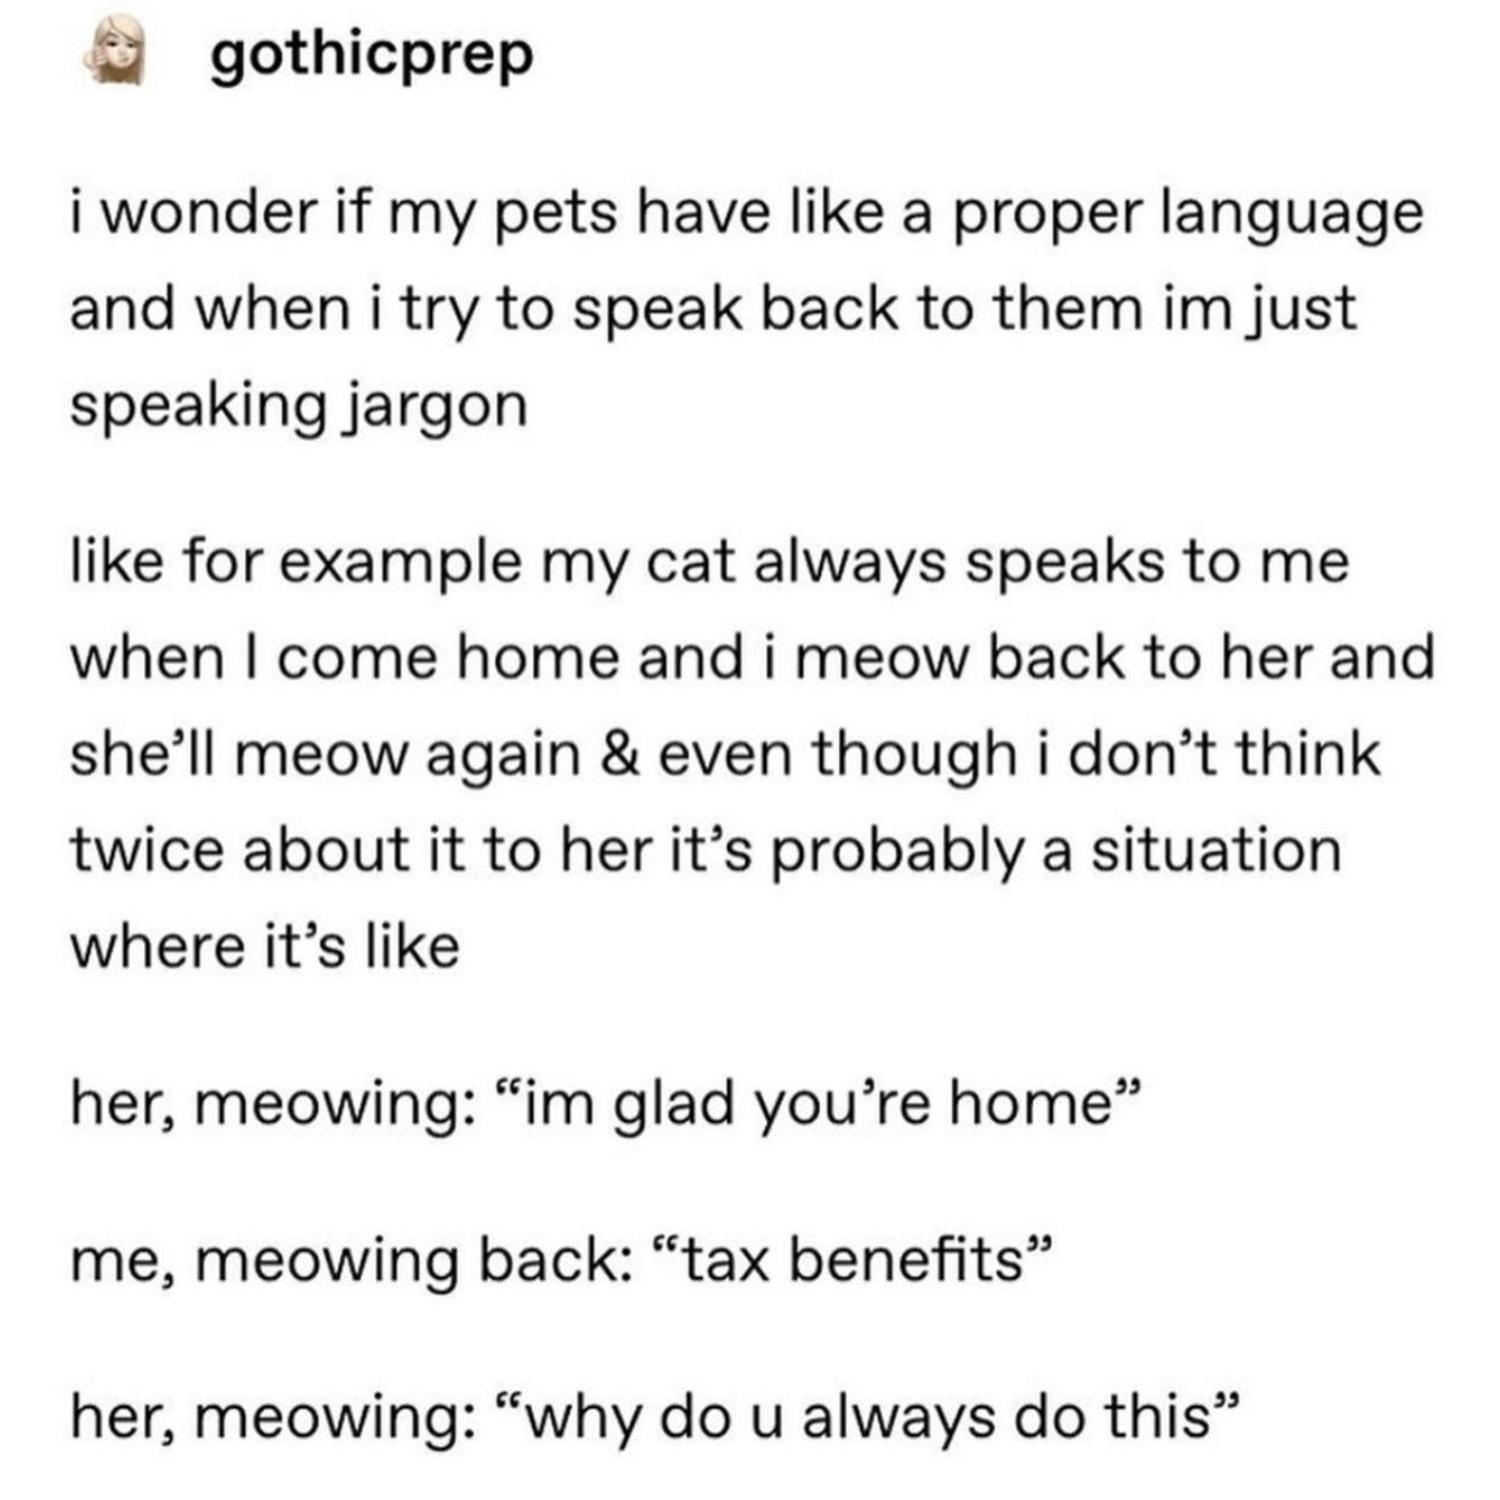 gothicprep
i wonder if my pets have like a proper language
and when i try to speak back to them im just
speaking jargon
like for example my cat always speaks to me
when I come home and i meow back to her and
she’ll meow again & even though i don’t think
twice about it to her it’s probably a situation
where it’s like
her, meowing: “im glad you’re home”
me, meowing back: “tax benefits”
her, meowing: “why do u always do this”